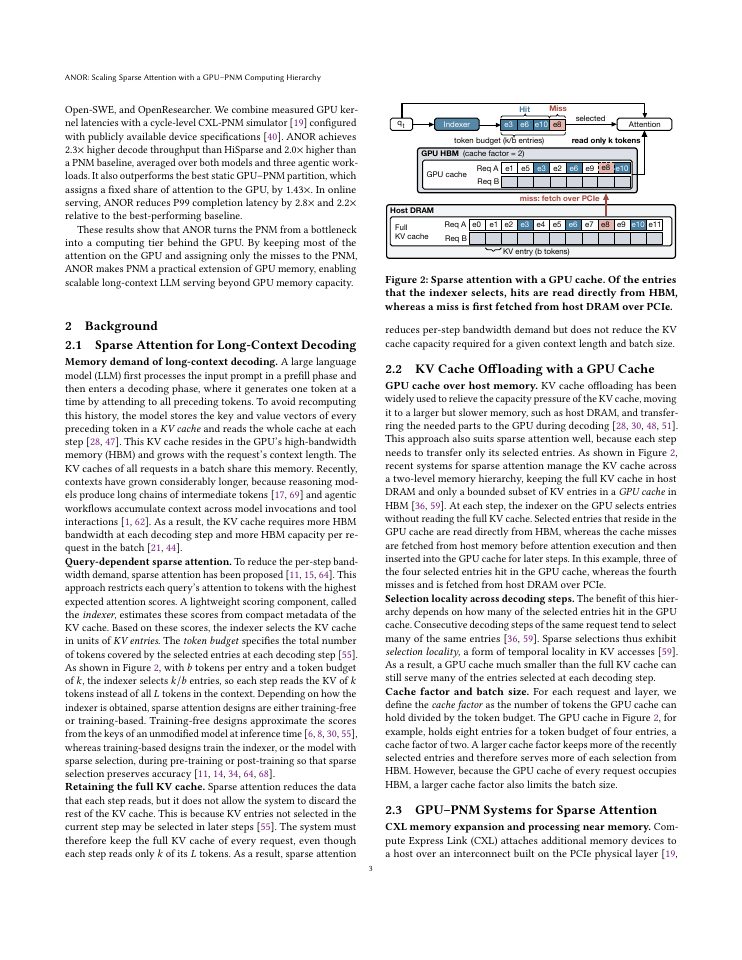 ANOR: Scaling Sparse Attention with a GPU–PNM Computing Hierarchy
Open-SWE, and OpenResearcher. We combine measured GPU ker-
nel latencies with a cycle-level CXL-PNM simulator [19] configured
with publicly available device specifications [40]. ANOR achieves
2.3× higher decode throughput than HiSparse and 2.0× higher than
a PNM baseline, averaged over both models and three agentic work-
loads. It also outperforms the best static GPU–PNM partition, which
assigns a fixed share of attention to the GPU, by 1.43×. In online
serving, ANOR reduces P99 completion latency by 2.8× and 2.2×
relative to the best-performing baseline.
These results show that ANOR turns the PNM from a bottleneck
into a computing tier behind the GPU. By keeping most of the
attention on the GPU and assigning only the misses to the PNM,
ANOR makes PNM a practical extension of GPU memory, enabling
scalable long-context LLM serving beyond GPU memory capacity.
2 Background
2.1 Sparse Attention for Long-Context Decoding
Memory demand of long-context decoding. A large language
model (LLM) first processes the input prompt in a prefill phase and
then enters a decoding phase, where it generates one token at a
time by attending to all preceding tokens. To avoid recomputing
this history, the model stores the key and value vectors of every
preceding token in a KV cache and reads the whole cache at each
step [28, 47]. This KV cache resides in the GPU's high-bandwidth
memory (HBM) and grows with the request's context length. The
KV caches of all requests in a batch share this memory. Recently,
contexts have grown considerably longer, because reasoning mod-
els produce long chains of intermediate tokens [17, 69] and agentic
workflows accumulate context across model invocations and tool
interactions [1, 62]. As a result, the KV cache requires more HBM
bandwidth at each decoding step and more HBM capacity per re-
quest in the batch [21, 44].
Query-dependent sparse attention. To reduce the per-step band-
width demand, sparse attention has been proposed [11, 15, 64]. This
approach restricts each query's attention to tokens with the highest
expected attention scores. A lightweight scoring component, called
the indexer, estimates these scores from compact metadata of the
KV cache. Based on these scores, the indexer selects the KV cache
in units of KV entries. The token budget specifies the total number
of tokens covered by the selected entries at each decoding step [55].
As shown in Figure 2, with b tokens per entry and a token budget
of k, the indexer selects k/b entries, so each step reads the KV of k
tokens instead of all L tokens in the context. Depending on how the
indexer is obtained, sparse attention designs are either training-free
or training-based. Training-free designs approximate the scores
from the keys of an unmodified model at inference time [6, 8, 30, 55],
whereas training-based designs train the indexer, or the model with
sparse selection, during pre-training or post-training so that sparse
selection preserves accuracy [11, 14, 34, 64, 68].
Retaining the full KV cache. Sparse attention reduces the data
that each step reads, but it does not allow the system to discard the
rest of the KV cache. This is because KV entries not selected in the
current step may be selected in later steps [55]. The system must
therefore keep the full KV cache of every request, even though
each step reads only k of its L tokens. As a result, sparse attention
Hit Miss
qt Indexer e3 e6 e10 e8 selected Attention
token budget (k/b entries) read only k tokens
GPU HBM (cache factor = 2)
GPU cache Req A e1 e5 e3 e2 e6 e9 e8 e10
Req B
miss: fetch over PCIe
Host DRAM
Full KV cache Req A e0 e1 e2 e3 e4 e5 e6 e7 e8 e9 e10 e11
Req B
KV entry (b tokens)
Figure 2: Sparse attention with a GPU cache. Of the entries
that the indexer selects, hits are read directly from HBM,
whereas a miss is first fetched from host DRAM over PCIe.
reduces per-step bandwidth demand but does not reduce the KV
cache capacity required for a given context length and batch size.
2.2 KV Cache Offloading with a GPU Cache
GPU cache over host memory. KV cache offloading has been
widely used to relieve the capacity pressure of the KV cache, moving
it to a larger but slower memory, such as host DRAM, and transfer-
ring the needed parts to the GPU during decoding [28, 30, 48, 51].
This approach also suits sparse attention well, because each step
needs to transfer only its selected entries. As shown in Figure 2,
recent systems for sparse attention manage the KV cache across
a two-level memory hierarchy, keeping the full KV cache in host
DRAM and only a bounded subset of KV entries in a GPU cache in
HBM [36, 59]. At each step, the indexer on the GPU selects entries
without reading the full KV cache. Selected entries that reside in the
GPU cache are read directly from HBM, whereas the cache misses
are fetched from host memory before attention execution and then
inserted into the GPU cache for later steps. In this example, three of
the four selected entries hit in the GPU cache, whereas the fourth
misses and is fetched from host DRAM over PCIe.
Selection locality across decoding steps. The benefit of this hier-
archy depends on how many of the selected entries hit in the GPU
cache. Consecutive decoding steps of the same request tend to select
many of the same entries [36, 59]. Sparse selections thus exhibit
selection locality, a form of temporal locality in KV accesses [59].
As a result, a GPU cache much smaller than the full KV cache can
still serve many of the entries selected at each decoding step.
Cache factor and batch size. For each request and layer, we
define the cache factor as the number of tokens the GPU cache can
hold divided by the token budget. The GPU cache in Figure 2, for
example, holds eight entries for a token budget of four entries, a
cache factor of two. A larger cache factor keeps more of the recently
selected entries and therefore serves more of each selection from
HBM. However, because the GPU cache of every request occupies
HBM, a larger cache factor also limits the batch size.
2.3 GPU–PNM Systems for Sparse Attention
CXL memory expansion and processing near memory. Com-
pute Express Link (CXL) attaches additional memory devices to
a host over an interconnect built on the PCIe physical layer [19,
3